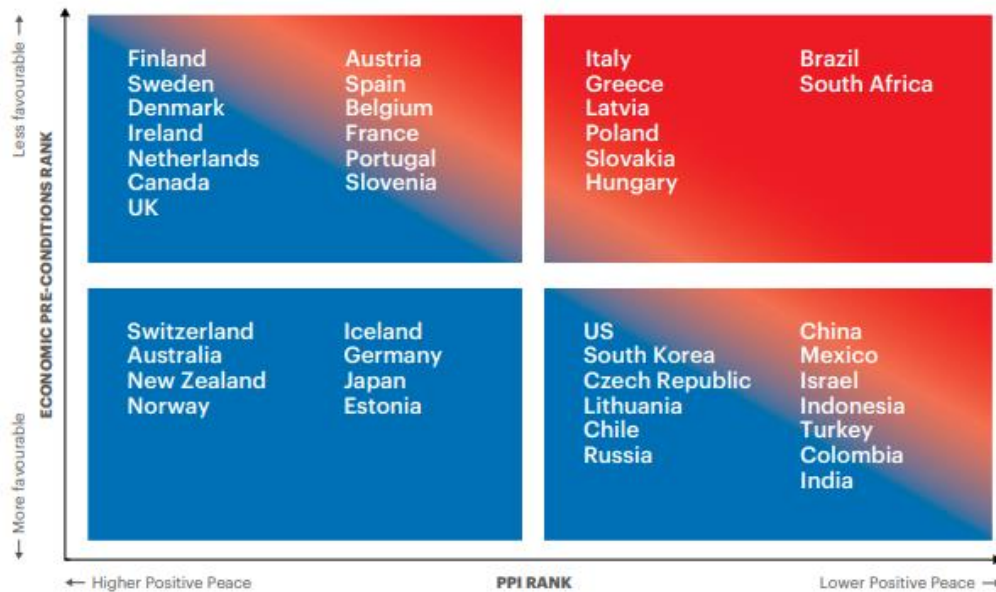 Less favourable →
ECONOMIC PRE-CONDITIONS RANK
← More favourable
Finland
Sweden
Denmark
Ireland
Netherlands
Canada
UK
Austria
Spain
Belgium
France
Portugal
Slovenia
Italy
Greece
Latvia
Poland
Slovakia
Hungary
Brazil
South Africa
Switzerland
Australia
New Zealand
Norway
Iceland
Germany
Japan
Estonia
US
South Korea
Czech Republic
Lithuania
Chile
Russia
China
Mexico
Israel
Indonesia
Turkey
Colombia
India
← Higher Positive Peace
PPI RANK
Lower Positive Peace →